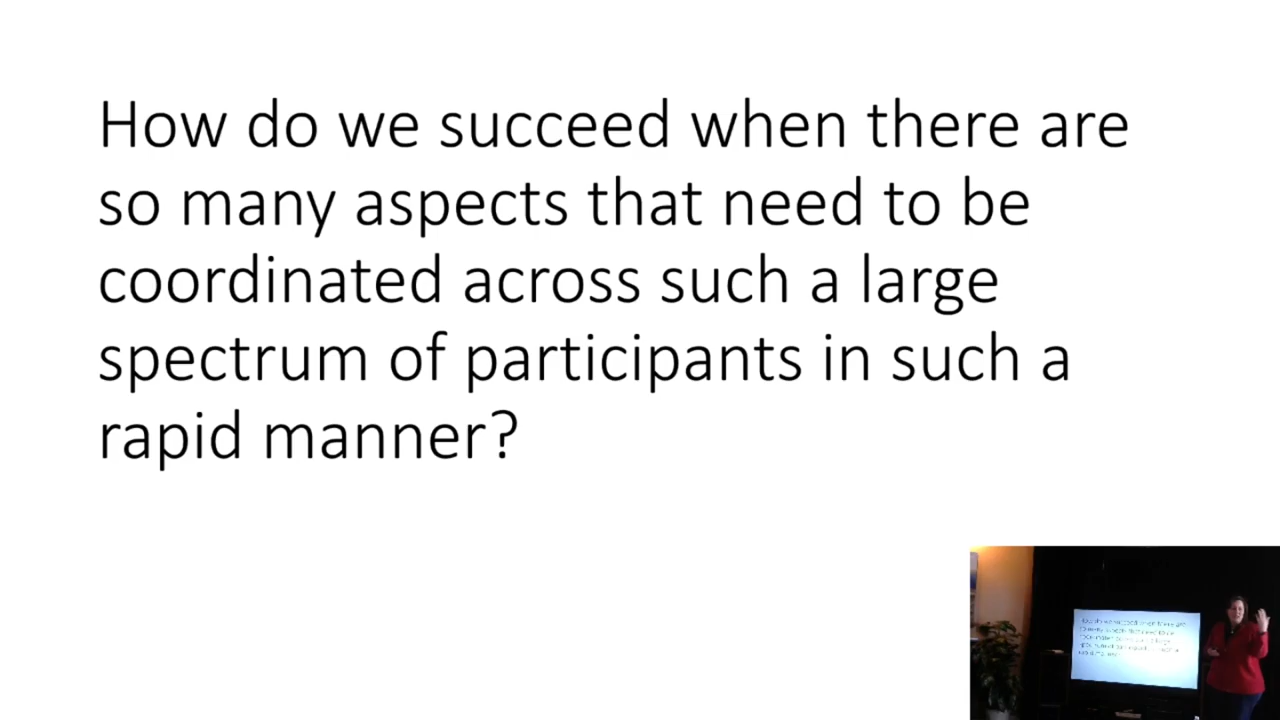 How do we succeed when there are
so many aspects that need to be
coordinated across such a large
spectrum of participants in such a
rapid manner?